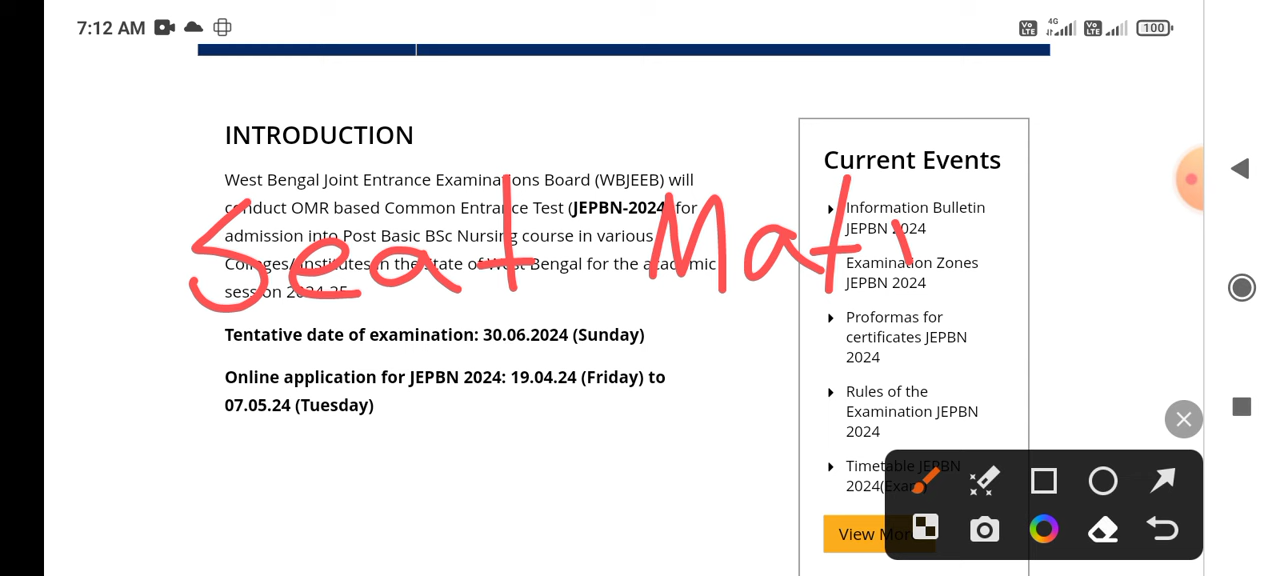 7:12 AM
Vo LTE 4G Vo LTE 100
INTRODUCTION
West Bengal Joint Entrance Examinations Board (WBJEEB) will
conduct OMR based Common Entrance Test (JEPBN-2024) for
admission into Post Basic BSc Nursing course in various
Colleges/Institutes in the State of West Bengal for the academic
session 2024-25.
Tentative date of examination: 30.06.2024 (Sunday)
Online application for JEPBN 2024: 19.04.24 (Friday) to
07.05.24 (Tuesday)
Seat Mati
Current Events
Information Bulletin
JEPBN 2024
Examination Zones
JEPBN 2024
Proformas for
certificates JEPBN
2024
Rules of the
Examination JEPBN
2024
Timetable JEPBN
2024(Exam)
View More